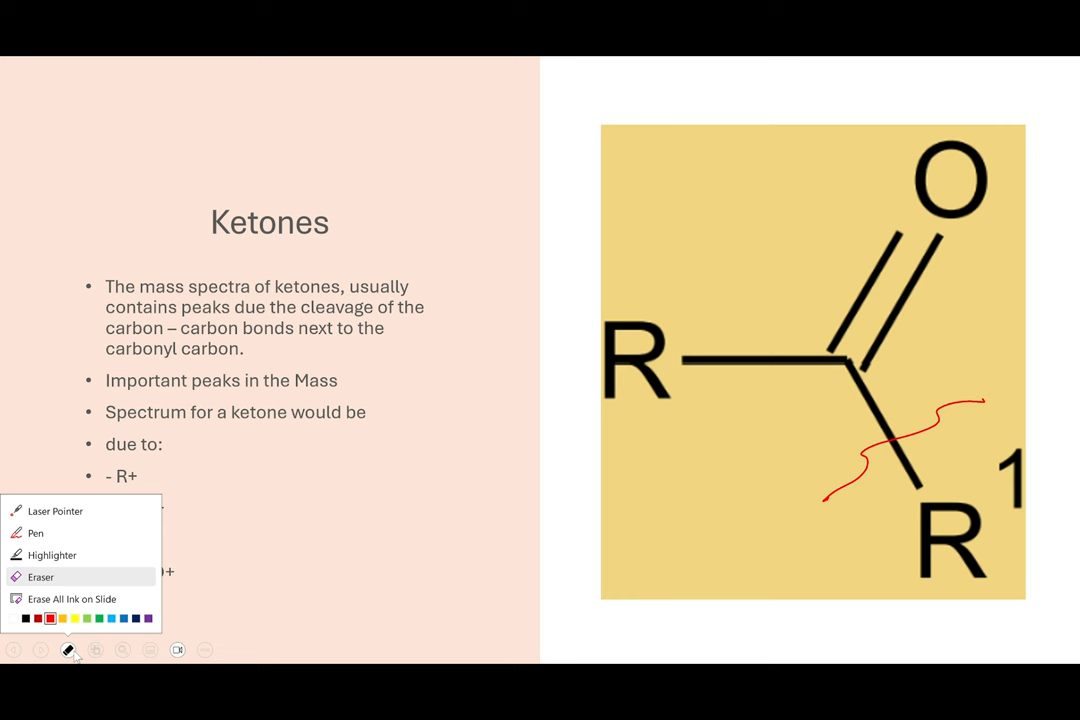 Ketones
• The mass spectra of ketones, usually
contains peaks due the cleavage of the
carbon – carbon bonds next to the
carbonyl carbon.
• Important peaks in the Mass
• Spectrum for a ketone would be
• due to:
• - R+
Laser Pointer
Pen
Highlighter
Eraser
Erase All Ink on Slide
O
R
1
R